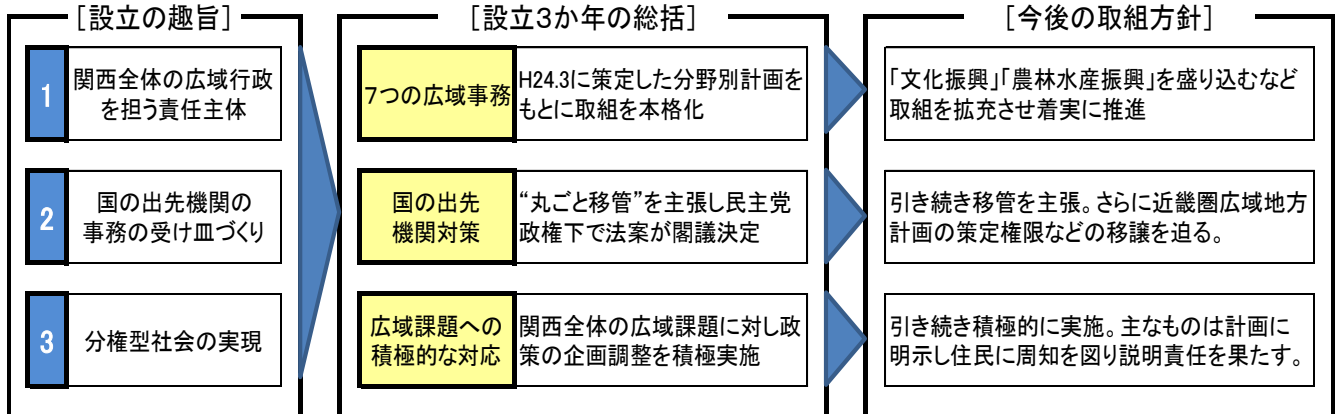 ［設立の趣旨］
1
関西全体の広域行政
を担う責任主体
2
国の出先機関の
事務の受け皿づくり
3
分権型社会の実現
［設立３か年の総括］
７つの広域事務
H24.3に策定した分野別計画を
もとに取組を本格化
国の出先
機関対策
“丸ごと移管”を主張し民主党
政権下で法案が閣議決定
広域課題への
積極的な対応
関西全体の広域課題に対し政
策の企画調整を積極実施
［今後の取組方針］
「文化振興」「農林水産振興」を盛り込むなど
取組を拡充させ着実に推進
引き続き移管を主張。さらに近畿圏広域地方
計画の策定権限などの移譲を迫る。
引き続き積極的に実施。主なものは計画に
明示し住民に周知を図り説明責任を果たす。